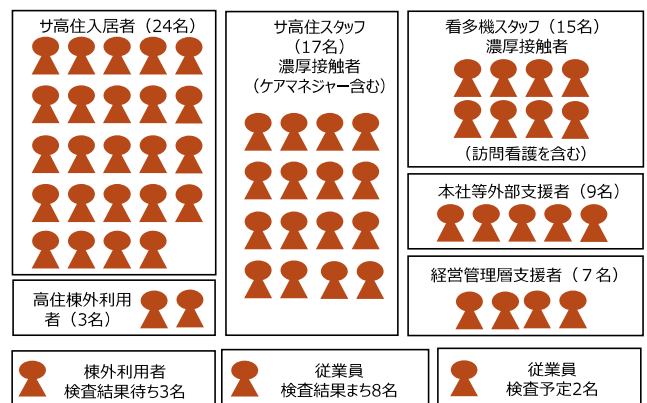 サ高住入居者（24名）
サ高住スタッフ
（17名）
濃厚接触者
（ケアマネジャー含む）
看多機スタッフ（15名）
濃厚接触者
（訪問看護を含む）
本社等外部支援者（9名）
経営管理層支援者（７名）
高住棟外利用
者（3名）
棟外利用者
検査結果待ち3名
従業員
検査結果まち8名
従業員
検査予定2名